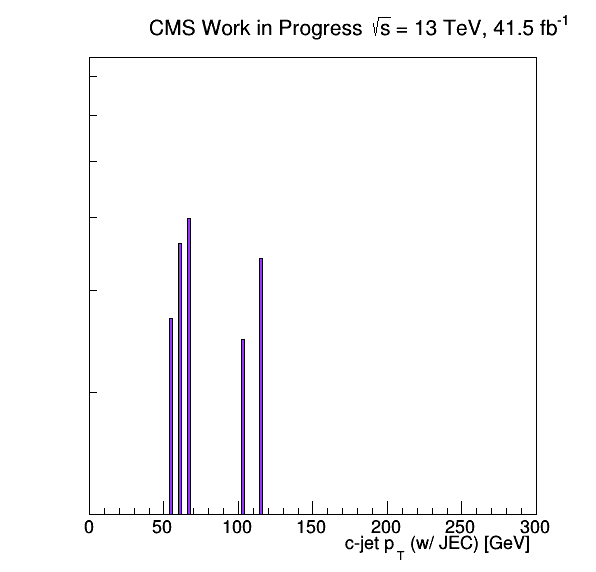 CMS Work in Progress √s = 13 TeV, 41.5 fb⁻¹
0 50 100 150 200 250 300
c-jet p_T (w/ JEC) [GeV]